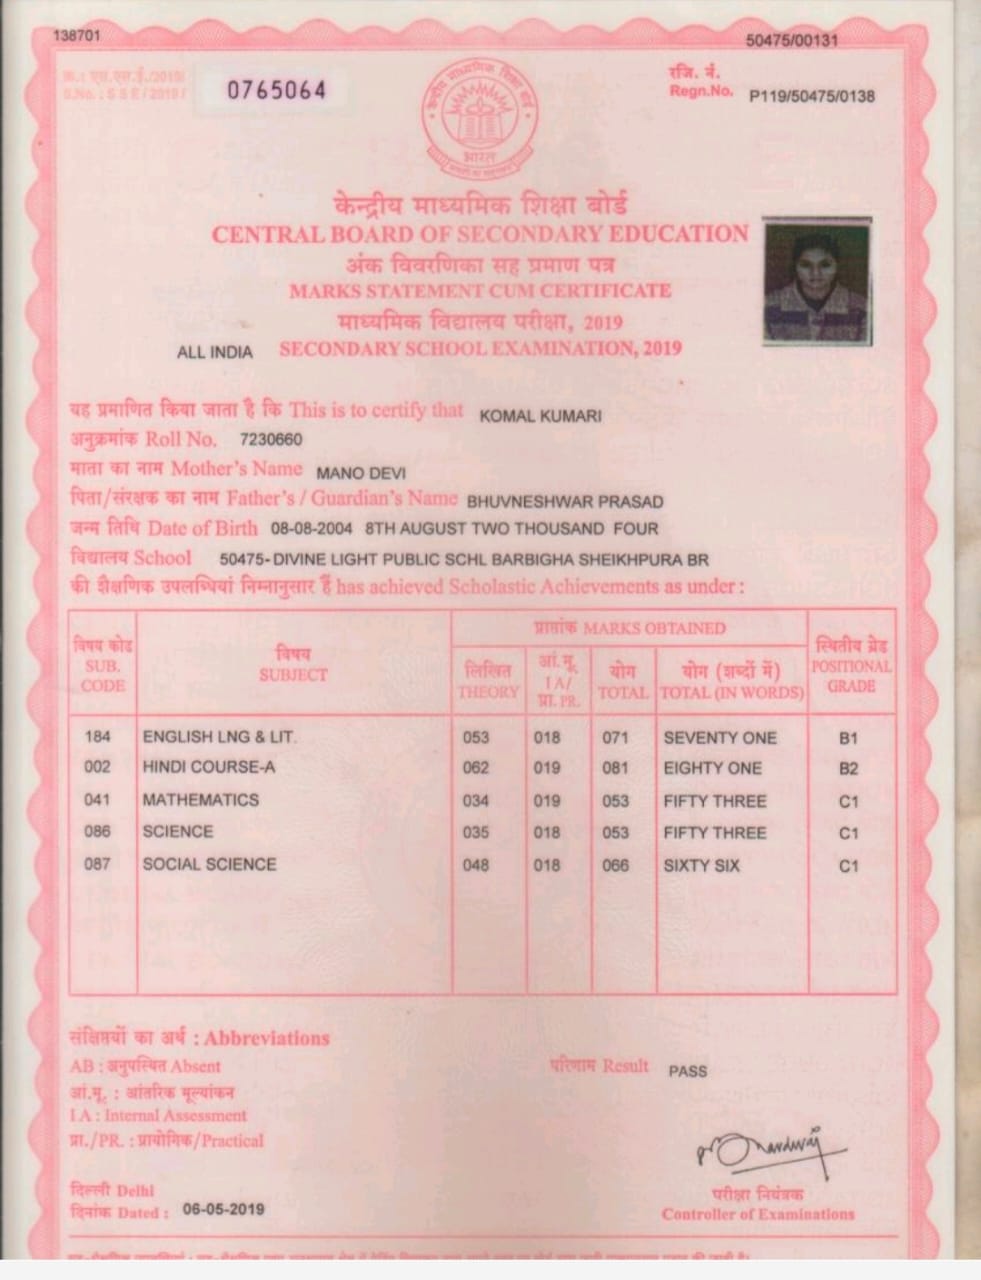 138701
50475/00131
क्र.: एस.एस.ई./2019/
S.No. : S S E / 2019 /
0765064
रजि. नं.
Regn.No. P119/50475/0138
केन्द्रीय माध्यमिक शिक्षा बोर्ड
भारत
केन्द्रीय माध्यमिक शिक्षा बोर्ड
CENTRAL BOARD OF SECONDARY EDUCATION
अंक विवरणिका सह प्रमाण पत्र
MARKS STATEMENT CUM CERTIFICATE
माध्यमिक विद्यालय परीक्षा, 2019
ALL INDIA SECONDARY SCHOOL EXAMINATION, 2019
यह प्रमाणित किया जाता है कि This is to certify that KOMAL KUMARI
अनुक्रमांक Roll No. 7230660
माता का नाम Mother's Name MANO DEVI
पिता/संरक्षक का नाम Father's / Guardian's Name BHUVNESHWAR PRASAD
जन्म तिथि Date of Birth 08-08-2004 8TH AUGUST TWO THOUSAND FOUR
विद्यालय School 50475- DIVINE LIGHT PUBLIC SCHL BARBIGHA SHEIKHPURA BR
की शैक्षणिक उपलब्धियां निम्नानुसार हैं has achieved Scholastic Achievements as under :
विषय कोड SUB. CODE
विषय SUBJECT
प्राप्तांक MARKS OBTAINED
लिखित THEORY
आं.मू. I A/ प्रा. PR.
योग TOTAL
योग (शब्दों में) TOTAL (IN WORDS)
स्थितीय ग्रेड POSITIONAL GRADE
184 ENGLISH LNG & LIT. 053 018 071 SEVENTY ONE B1
002 HINDI COURSE-A 062 019 081 EIGHTY ONE B2
041 MATHEMATICS 034 019 053 FIFTY THREE C1
086 SCIENCE 035 018 053 FIFTY THREE C1
087 SOCIAL SCIENCE 048 018 066 SIXTY SIX C1
संक्षिप्तियों का अर्थ : Abbreviations
AB : अनुपस्थित Absent
परिणाम Result PASS
आं.मू. : आंतरिक मूल्यांकन
I A : Internal Assessment
प्रा./PR. : प्रायोगिक/Practical
दिल्ली Delhi
दिनांक Dated : 06-05-2019
परीक्षा नियंत्रक
Controller of Examinations